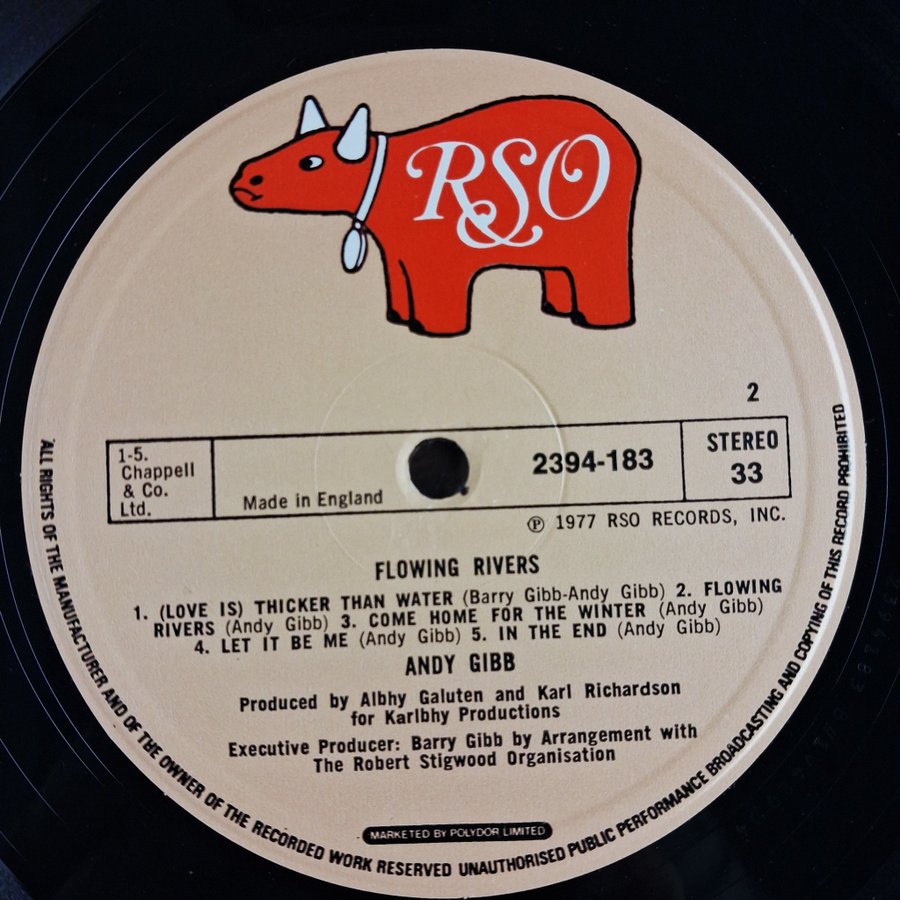 RSO
2
1-5.
Chappell
& Co.
Ltd.
Made in England
2394-183
STEREO
33
℗ 1977 RSO RECORDS, INC.
FLOWING RIVERS
1. (LOVE IS) THICKER THAN WATER (Barry Gibb-Andy Gibb) 2. FLOWING
RIVERS (Andy Gibb) 3. COME HOME FOR THE WINTER (Andy Gibb)
4. LET IT BE ME (Andy Gibb) 5. IN THE END (Andy Gibb)
ANDY GIBB
Produced by Albhy Galuten and Karl Richardson
for Karlbhy Productions
Executive Producer: Barry Gibb by Arrangement with
The Robert Stigwood Organisation
MARKETED BY POLYDOR LIMITED
ALL RIGHTS OF THE MANUFACTURER AND OF THE OWNER OF THE RECORDED WORK RESERVED UNAUTHORISED PUBLIC PERFORMANCE BROADCASTING AND COPYING OF THIS RECORD PROHIBITED